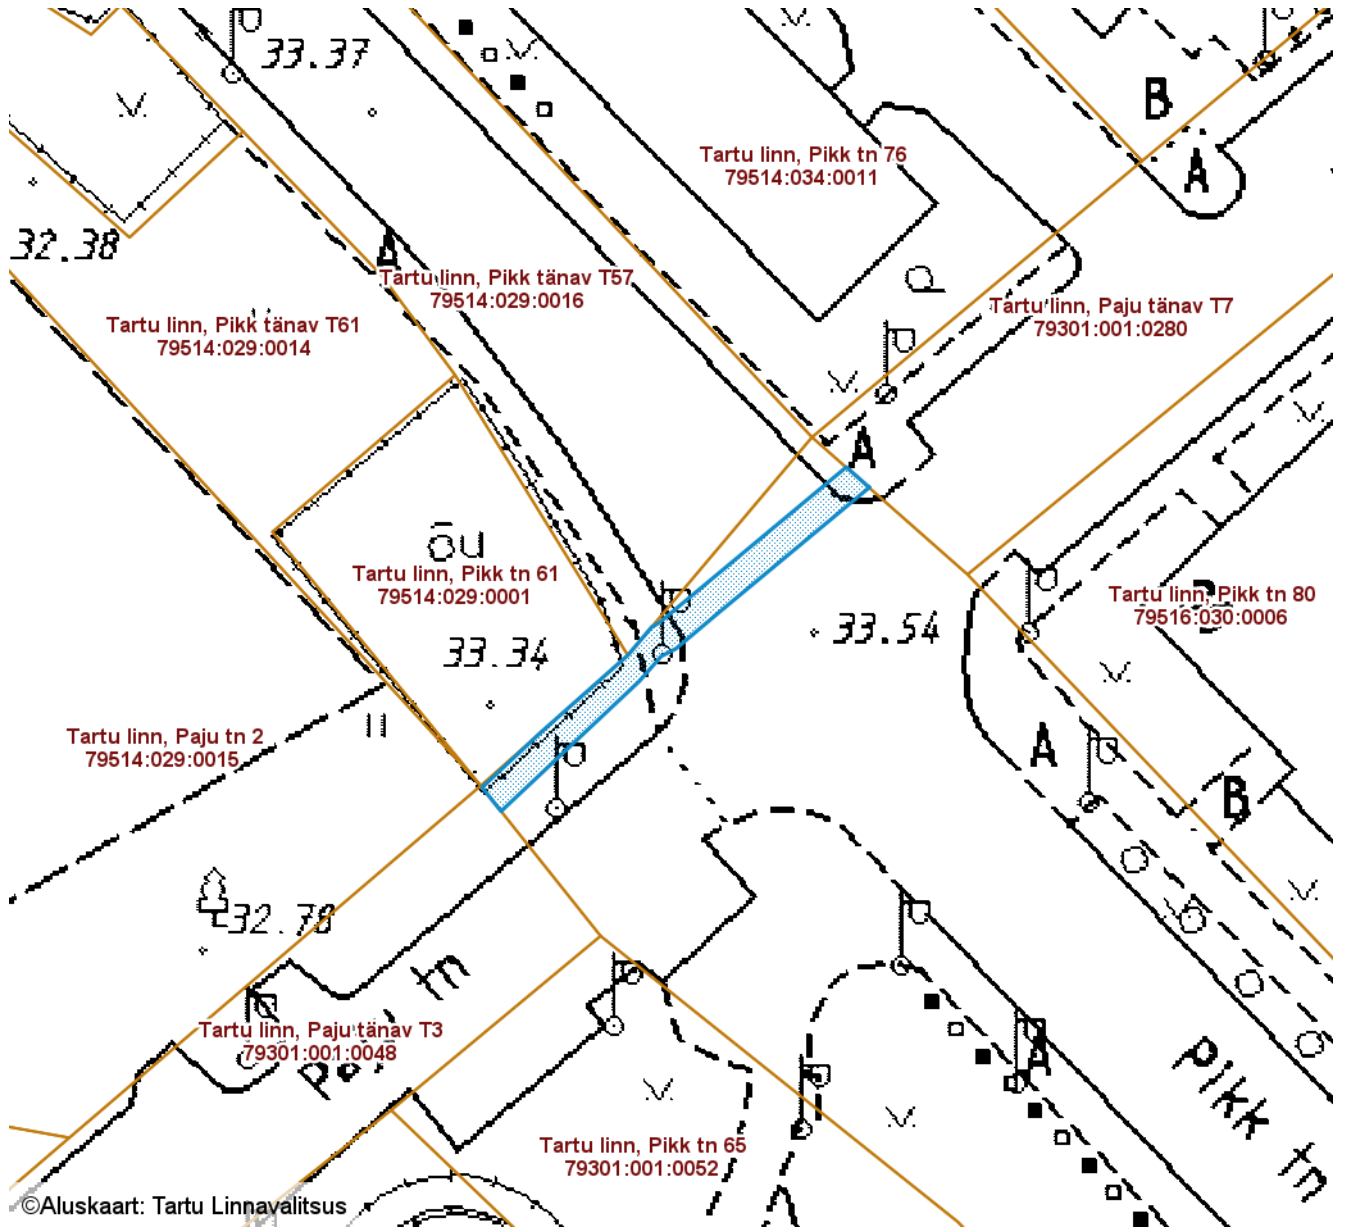 33.37
B
Tartu linn, Pikk tn 76
79514:034:0011
A
32.38
A
Tartu linn, Pikk tänav T57
79514:029:0016
Tartu linn, Paju tänav T7
79301:001:0280
Tartu linn, Pikk tänav T61
79514:029:0014
A
õu
Tartu linn, Pikk tn 61
79514:029:0001
Tartu linn, Pikk tn 80
79516:030:0006
33.54
33.34
Tartu linn, Paju tn 2
79514:029:0015
A
B
32.78
Paju tn
Tartu linn, Paju tänav T3
79301:001:0048
A
Pikk tn
Tartu linn, Pikk tn 65
79301:001:0052
©Aluskaart: Tartu Linnavalitsus